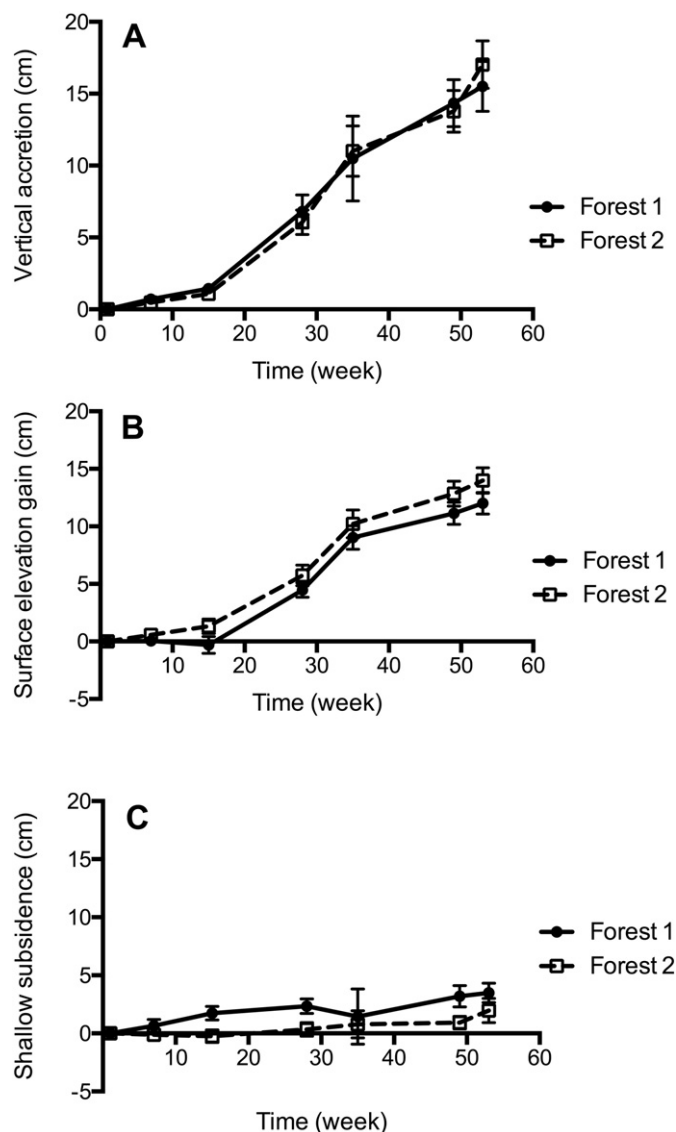 A
Vertical accretion (cm)
20
15
10
5
0
0 10 20 30 40 50 60
Time (week)
Forest 1
Forest 2
B
Surface elevation gain (cm)
20
15
10
5
0
-5
10 20 30 40 50 60
Time (week)
Forest 1
Forest 2
C
Shallow subsidence (cm)
20
15
10
5
0
-5
10 20 30 40 50 60
Time (week)
Forest 1
Forest 2